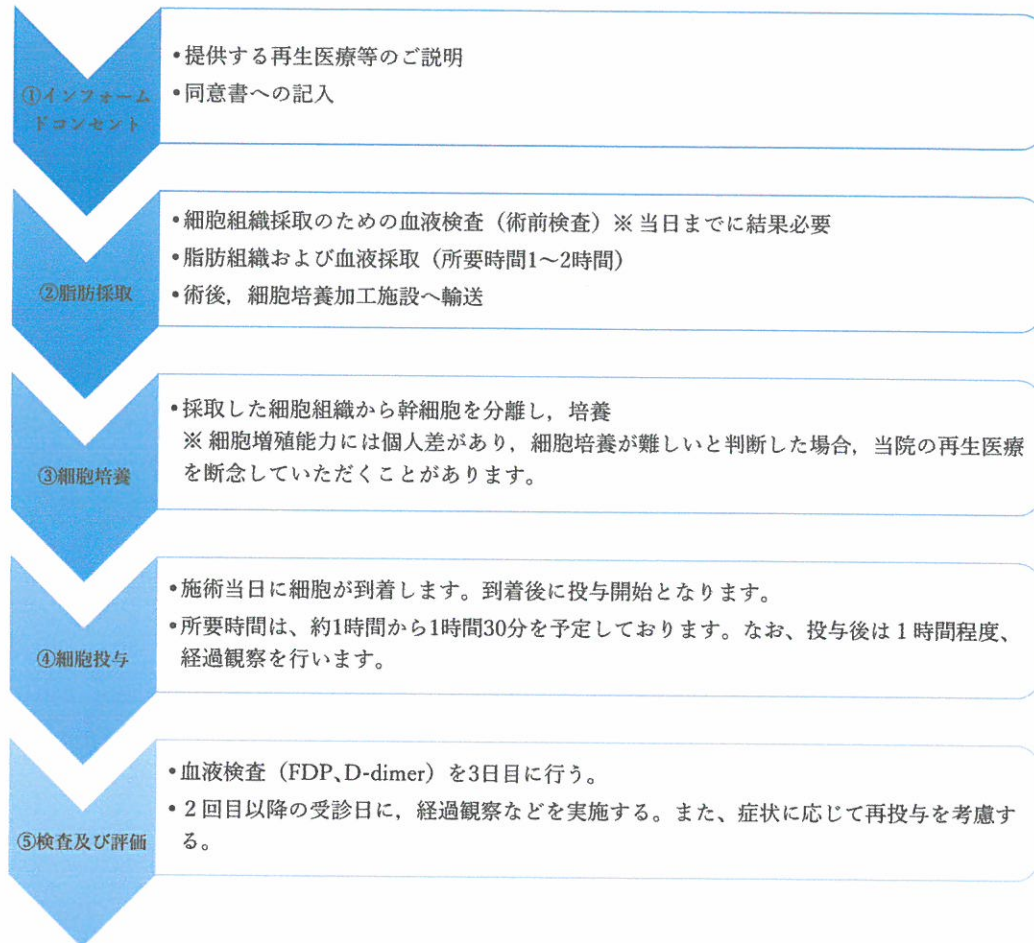 ①インフォーム
ドコンセント
•提供する再生医療等のご説明
•同意書への記入
②脂肪採取
•細胞組織採取のための血液検査（術前検査）※ 当日までに結果必要
•脂肪組織および血液採取（所要時間1～2時間）
•術後，細胞培養加工施設へ輸送
③細胞培養
•採取した細胞組織から幹細胞を分離し，培養
※ 細胞増殖能力には個人差があり，細胞培養が難しいと判断した場合，当院の再生医療
を断念していただくことがあります。
④細胞投与
•施術当日に細胞が到着します。到着後に投与開始となります。
•所要時間は、約1時間から1時間30分を予定しております。なお、投与後は１時間程度、
経過観察を行います。
⑤検査及び評価
•血液検査（FDP、D-dimer）を3日目に行う。
•２回目以降の受診日に，経過観察などを実施する。また、症状に応じて再投与を考慮す
る。